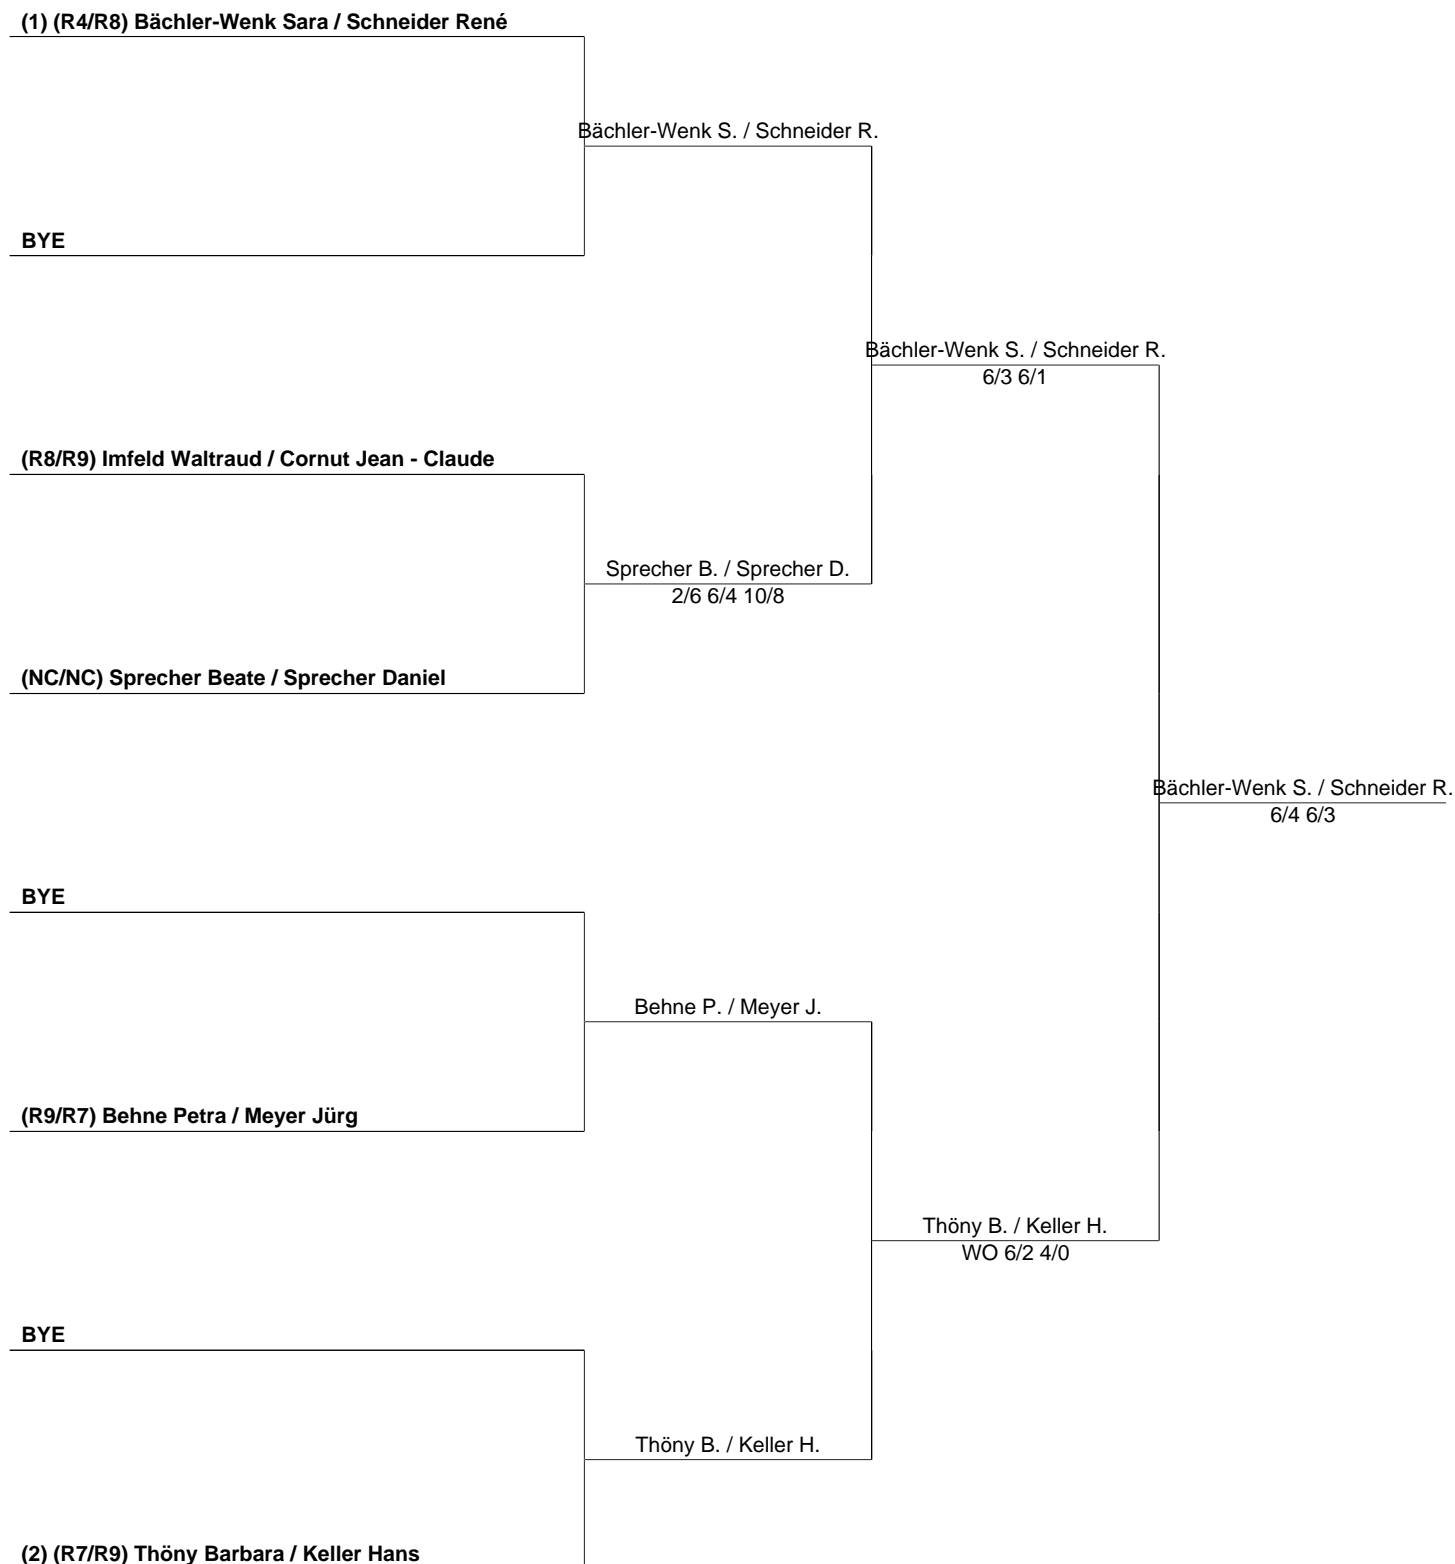 (1) (R4/R8) Bächler-Wenk Sara / Schneider René
Bächler-Wenk S. / Schneider R.
BYE
Bächler-Wenk S. / Schneider R.
6/3 6/1
(R8/R9) Imfeld Waltraud / Cornut Jean - Claude
Sprecher B. / Sprecher D.
2/6 6/4 10/8
(NC/NC) Sprecher Beate / Sprecher Daniel
Bächler-Wenk S. / Schneider R.
6/4 6/3
BYE
Behne P. / Meyer J.
(R9/R7) Behne Petra / Meyer Jürg
Thöny B. / Keller H.
WO 6/2 4/0
BYE
Thöny B. / Keller H.
(2) (R7/R9) Thöny Barbara / Keller Hans